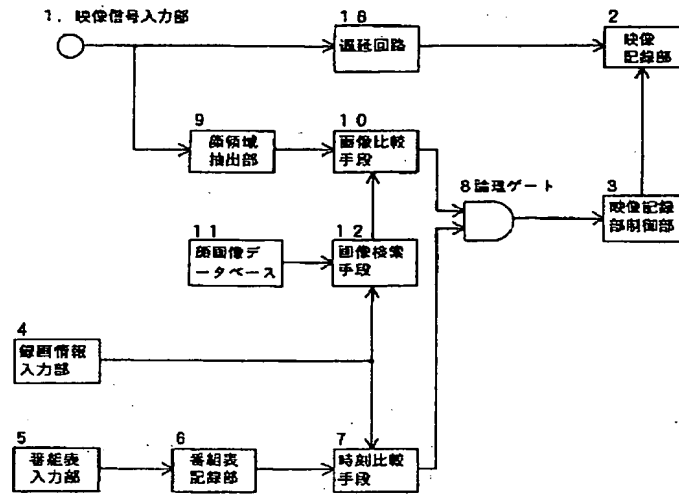 1. 映像信号入力部
18
遅延回路
2
映像
記録部
9
顔領域
抽出部
10
画像比較
手段
8論理ゲート
3
映像記録
部制御部
11
顔画像デ
ータベース
12
画像検索
手段
4
録画情報
入力部
5
番組表
入力部
6
番組表
記録部
7
時刻比較
手段